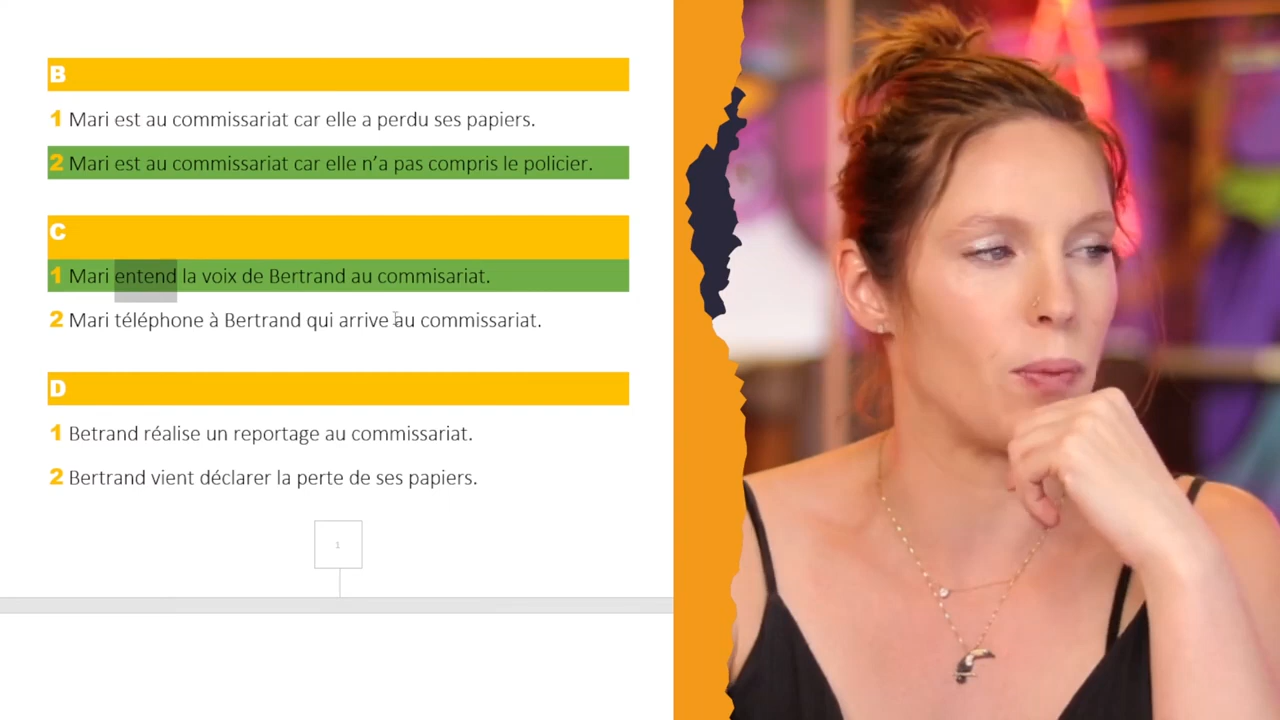 B
1 Mari est au commissariat car elle a perdu ses papiers.
2 Mari est au commissariat car elle n’a pas compris le policier.
C
1 Mari entend la voix de Bertrand au commisariat.
2 Mari téléphone à Bertrand qui arrive au commissariat.
D
1 Betrand réalise un reportage au commissariat.
2 Bertrand vient déclarer la perte de ses papiers.
1